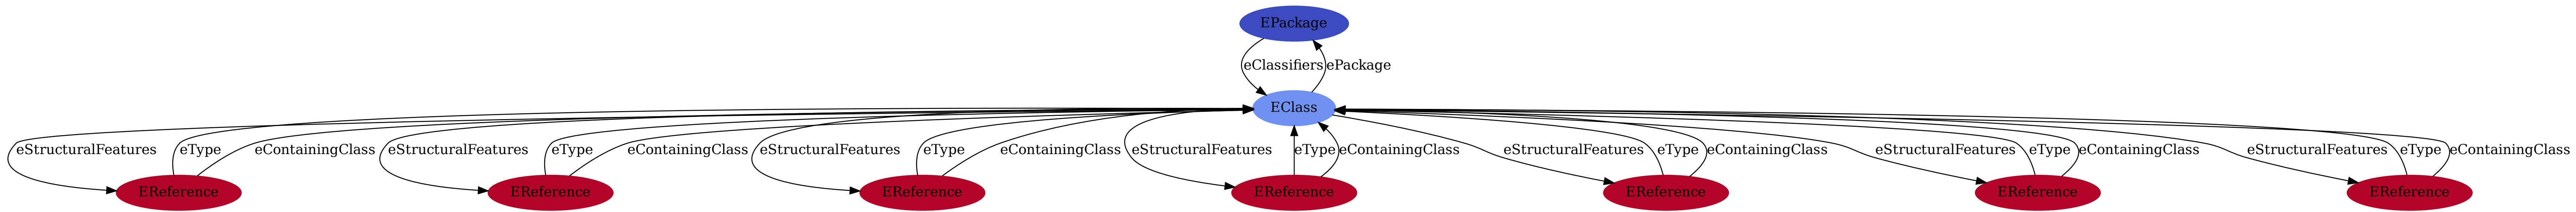 EPackage
eClassifiers ePackage
EClass
eStructuralFeatures eType eContainingClass eStructuralFeatures eType eContainingClass eStructuralFeatures eType eContainingClass eStructuralFeatures eType eContainingClass eStructuralFeatures eType eContainingClass eStructuralFeatures eType eContainingClass eStructuralFeatures eType eContainingClass
EReference EReference EReference EReference EReference EReference EReference